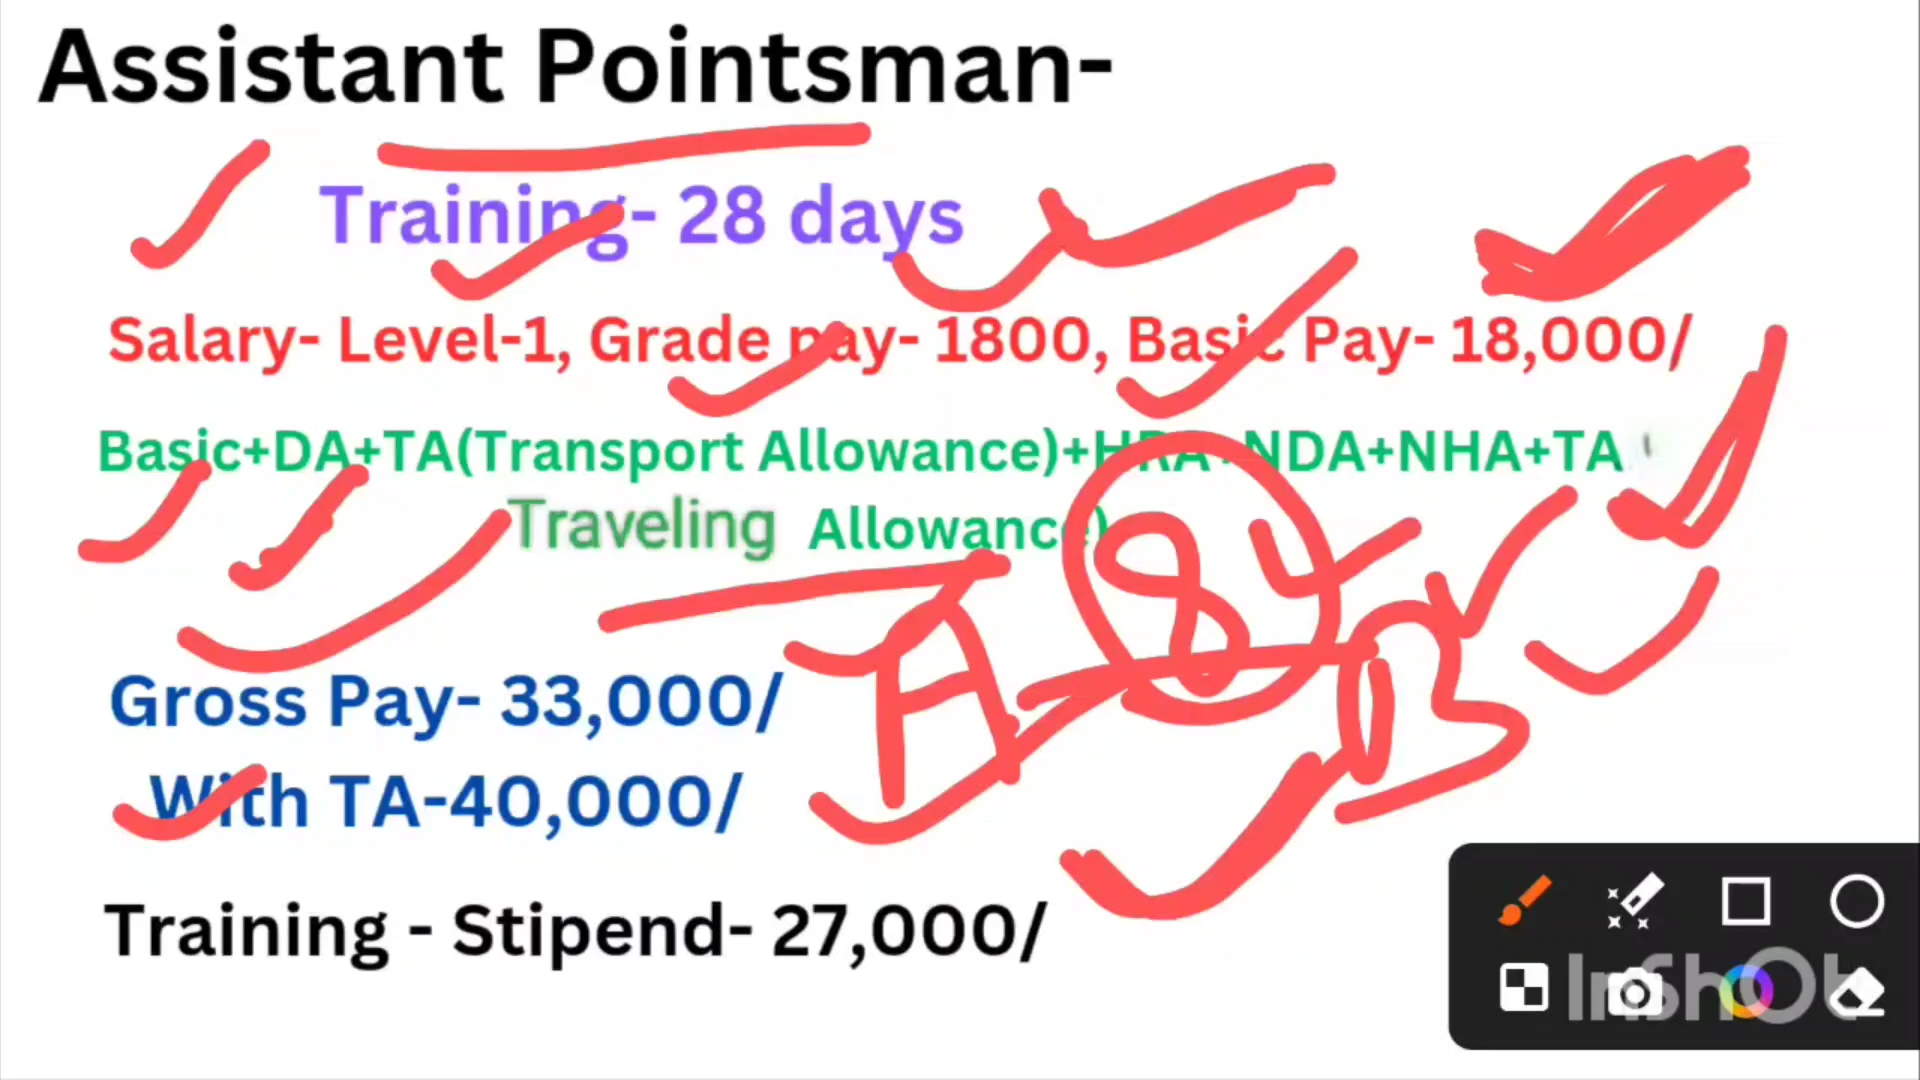 Assistant Pointsman-
Training- 28 days
Salary- Level-1, Grade pay- 1800, Basic Pay- 18,000/
Basic+DA+TA(Transport Allowance)+HRA+NDA+NHA+TA
Traveling Allowance)
A 84 B
Gross Pay- 33,000/
With TA-40,000/
Training - Stipend- 27,000/
InShOt